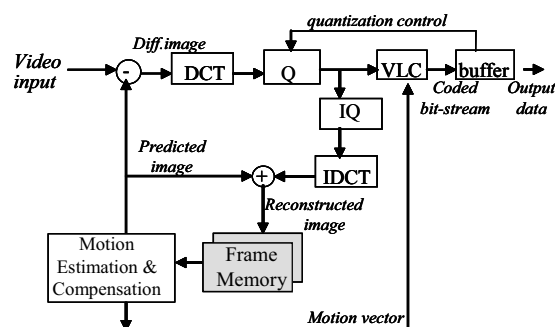 quantization control
Video
input
Diff.image
-
DCT
Q
VLC
buffer
Coded
bit-stream
Output
data
IQ
Predicted
image
+
IDCT
Reconstructed
image
Motion
Estimation &
Compensation
Frame
Memory
Motion vector